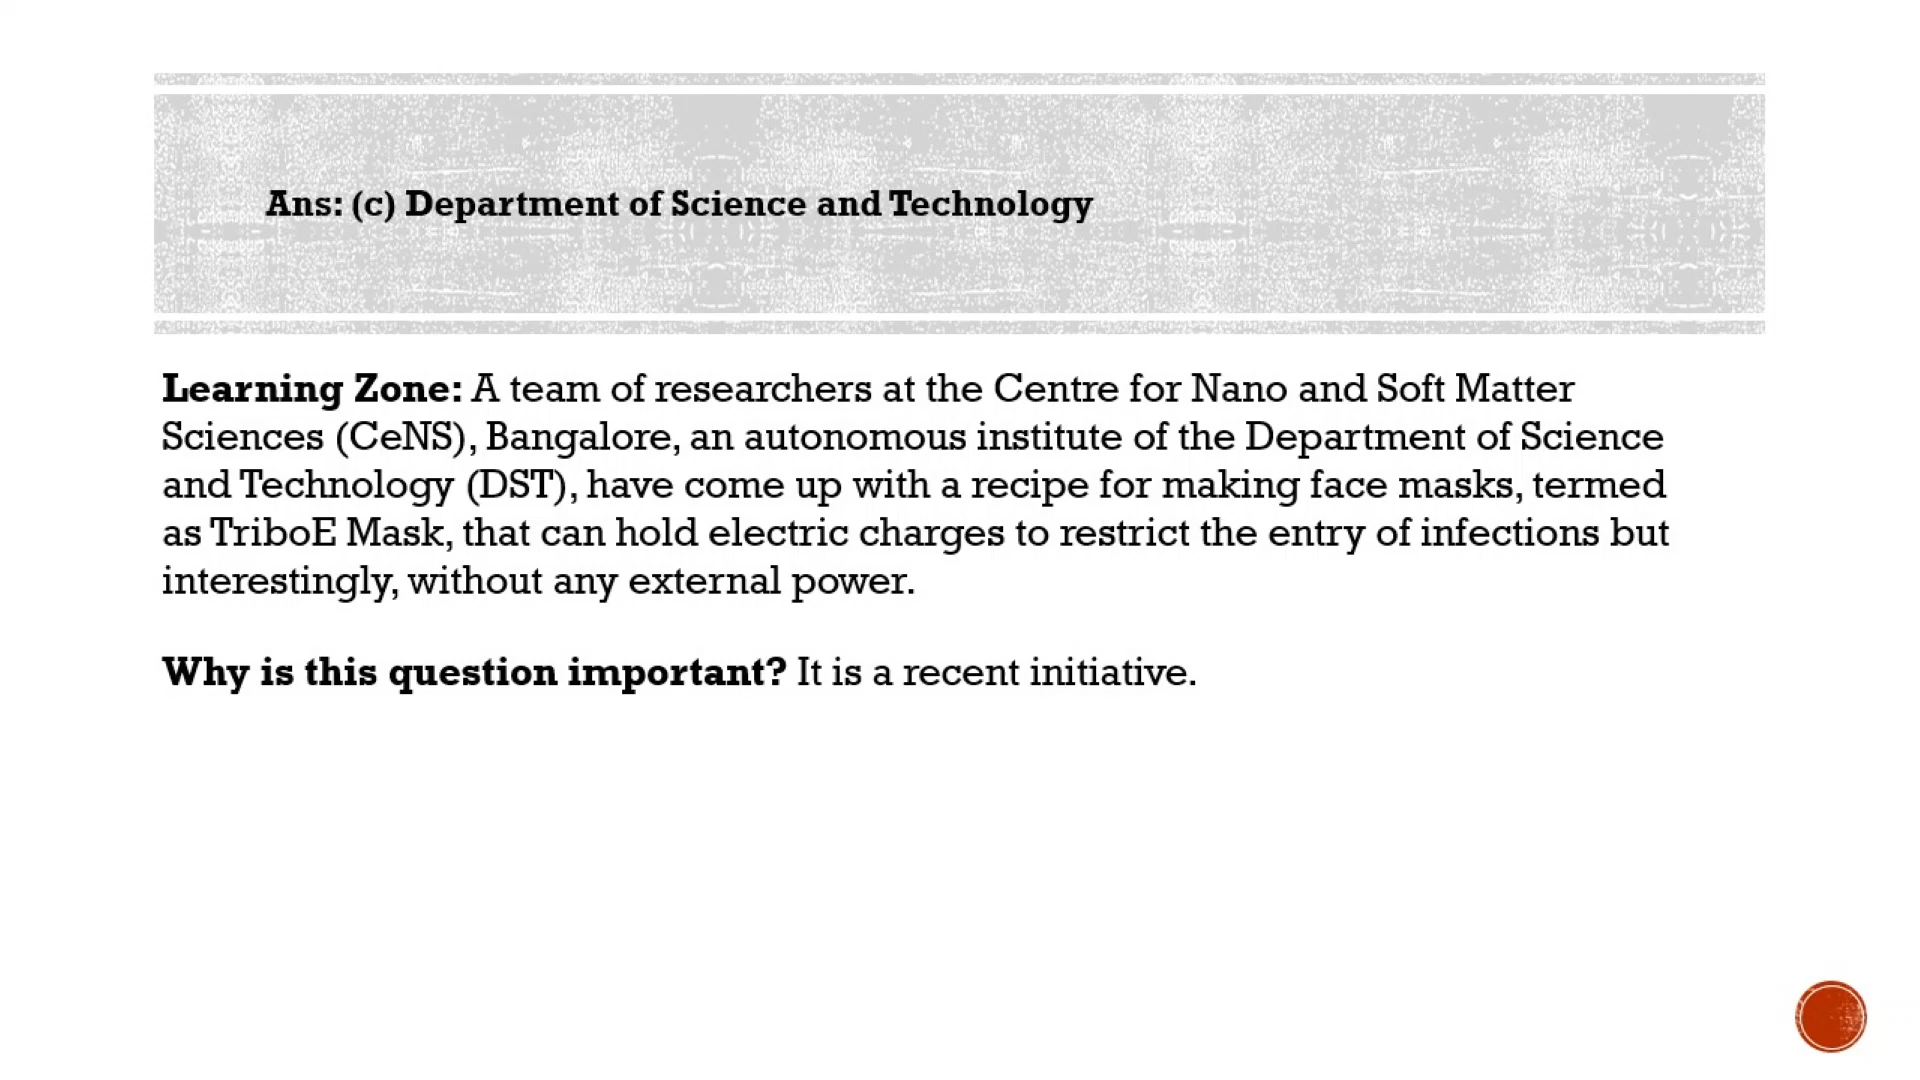 Ans: (c) Department of Science and Technology
Learning Zone: A team of researchers at the Centre for Nano and Soft Matter
Sciences (CeNS), Bangalore, an autonomous institute of the Department of Science
and Technology (DST), have come up with a recipe for making face masks, termed
as TriboE Mask, that can hold electric charges to restrict the entry of infections but
interestingly, without any external power.
Why is this question important? It is a recent initiative.